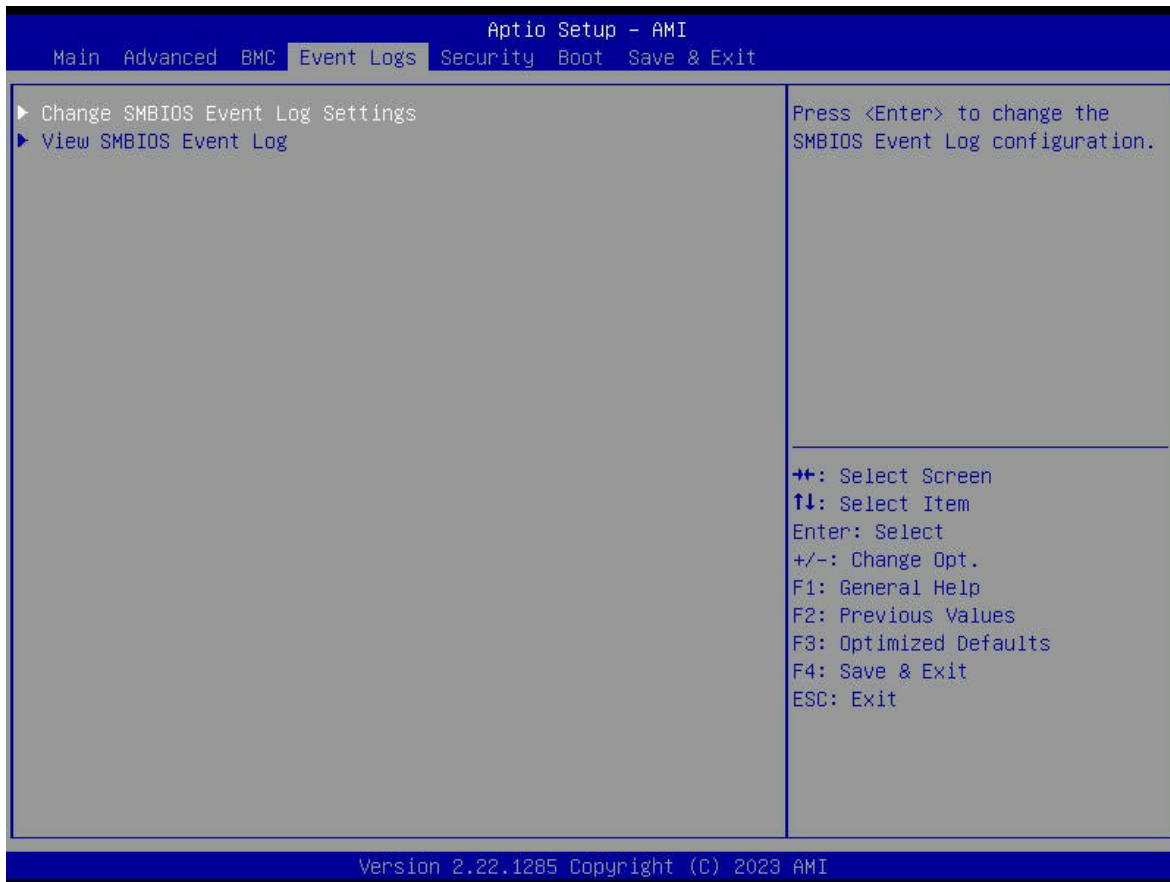 Aptio Setup – AMI
Main Advanced BMC Event Logs Security Boot Save & Exit
▶ Change SMBIOS Event Log Settings
▶ View SMBIOS Event Log
Press <Enter> to change the
SMBIOS Event Log configuration.
→←: Select Screen
↑↓: Select Item
Enter: Select
+/-: Change Opt.
F1: General Help
F2: Previous Values
F3: Optimized Defaults
F4: Save & Exit
ESC: Exit
Version 2.22.1285 Copyright (C) 2023 AMI